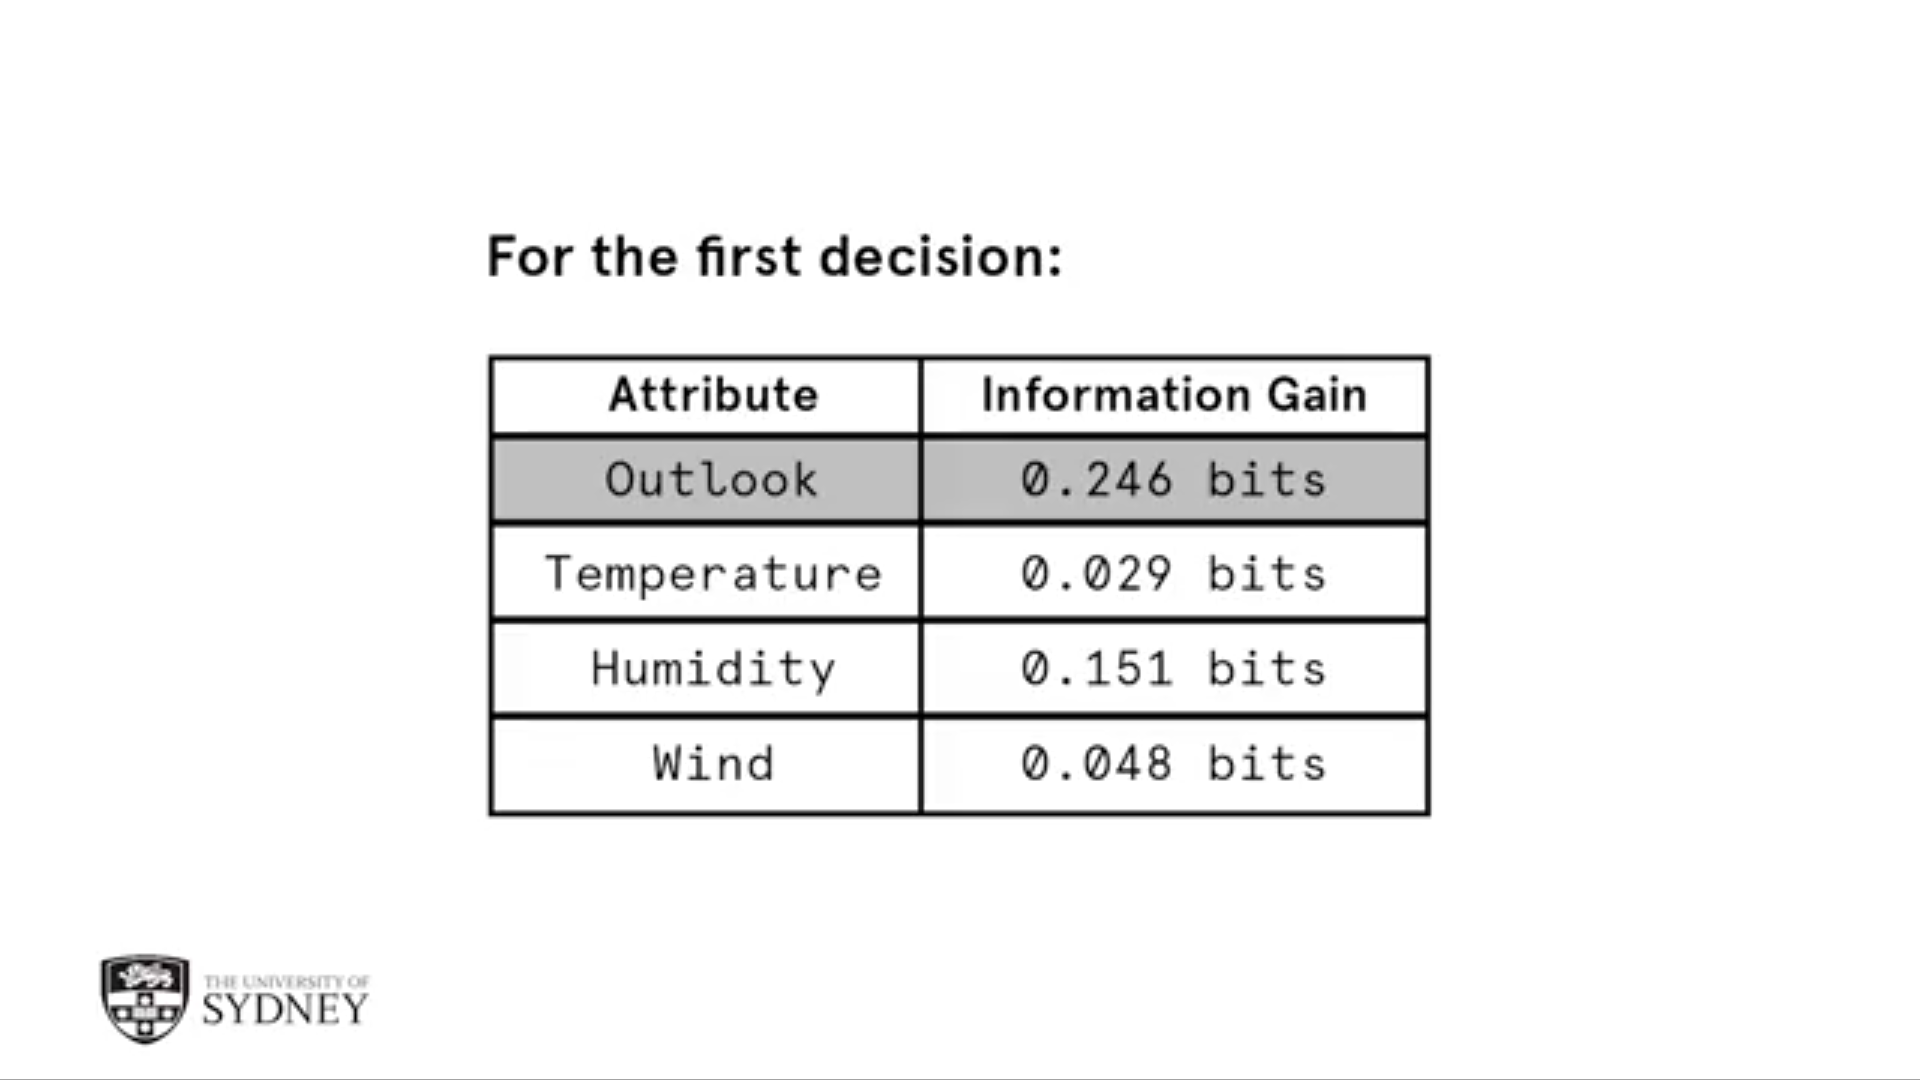 For the first decision:
Attribute Information Gain
Outlook 0.246 bits
Temperature 0.029 bits
Humidity 0.151 bits
Wind 0.048 bits
THE UNIVERSITY OF
SYDNEY